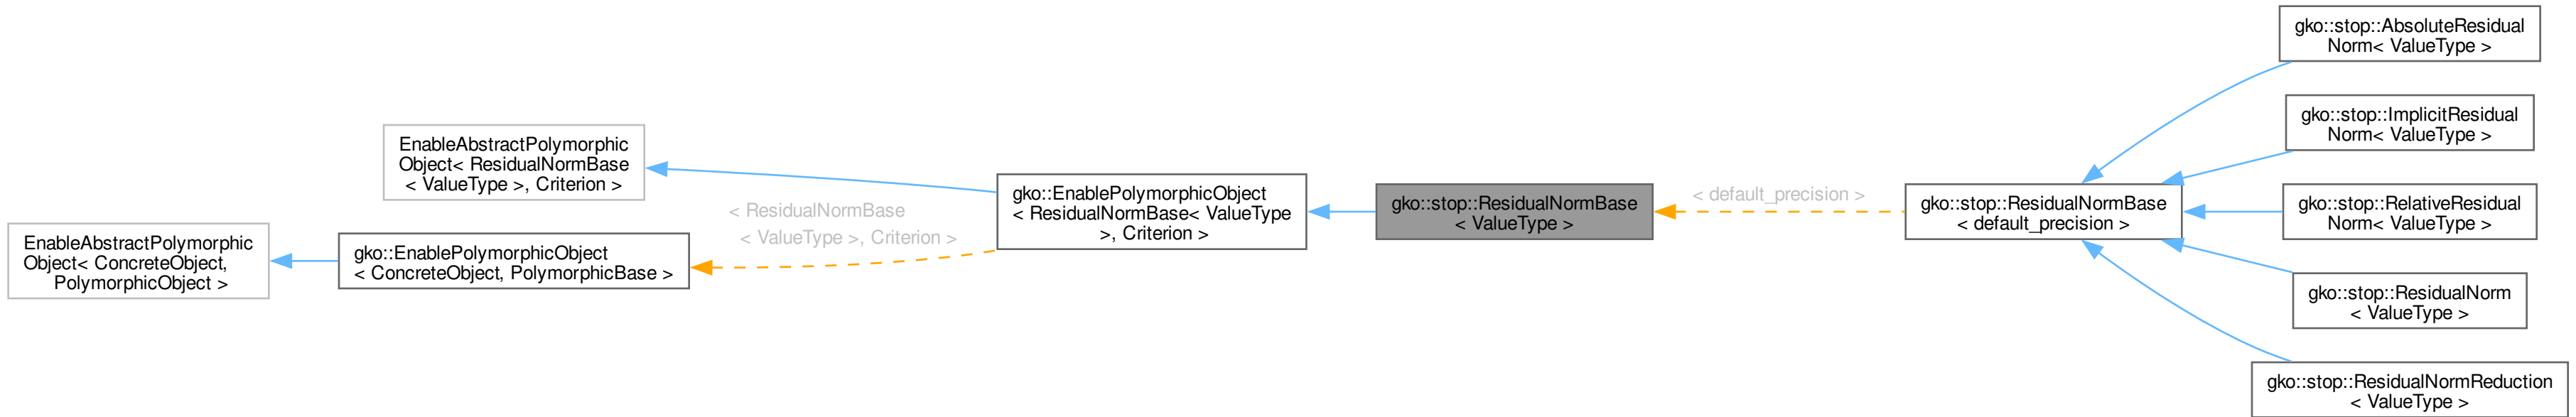 EnableAbstractPolymorphic
Object< ConcreteObject,
PolymorphicObject >
EnableAbstractPolymorphic
Object< ResidualNormBase
< ValueType >, Criterion >
gko::EnablePolymorphicObject
< ConcreteObject, PolymorphicBase >
< ResidualNormBase
< ValueType >, Criterion >
gko::EnablePolymorphicObject
< ResidualNormBase< ValueType
>, Criterion >
gko::stop::ResidualNormBase
< ValueType >
< default_precision >
gko::stop::ResidualNormBase
< default_precision >
gko::stop::AbsoluteResidual
Norm< ValueType >
gko::stop::ImplicitResidual
Norm< ValueType >
gko::stop::RelativeResidual
Norm< ValueType >
gko::stop::ResidualNorm
< ValueType >
gko::stop::ResidualNormReduction
< ValueType >